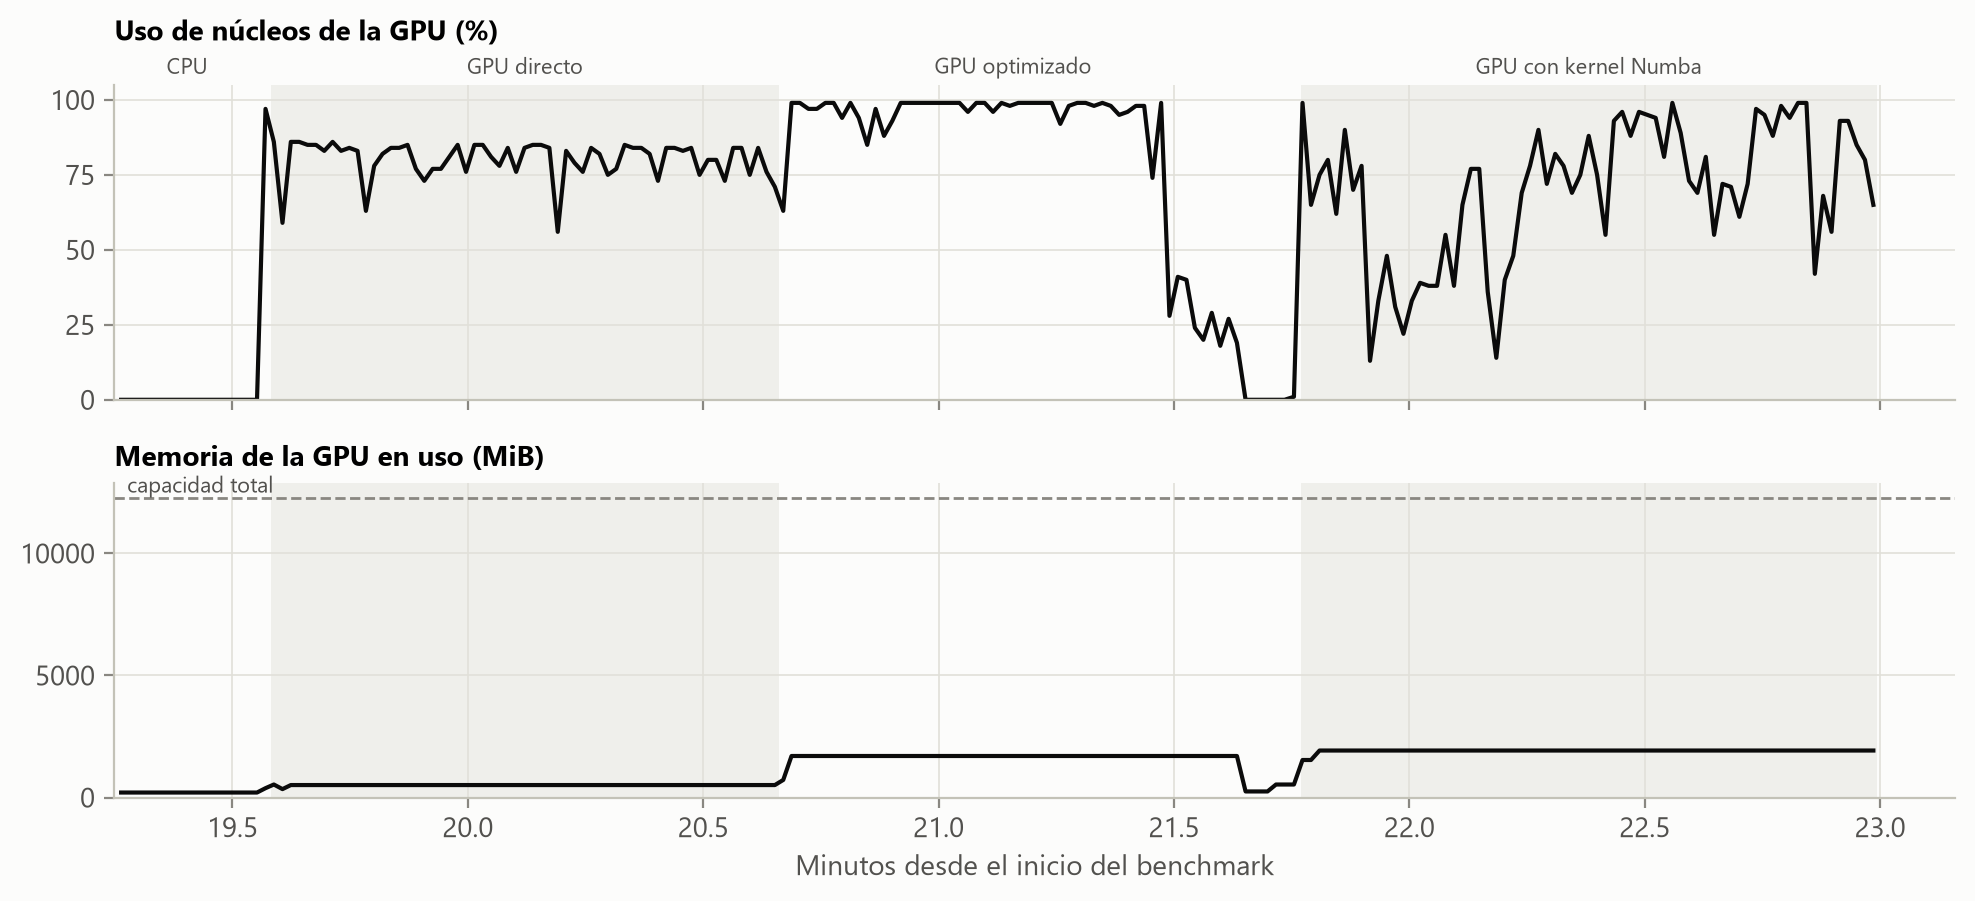 Uso de núcleos de la GPU (%)
CPU GPU directo GPU optimizado GPU con kernel Numba
100
75
50
25
0
Memoria de la GPU en uso (MiB)
capacidad total
10000
5000
0
19.5 20.0 20.5 21.0 21.5 22.0 22.5 23.0
Minutos desde el inicio del benchmark